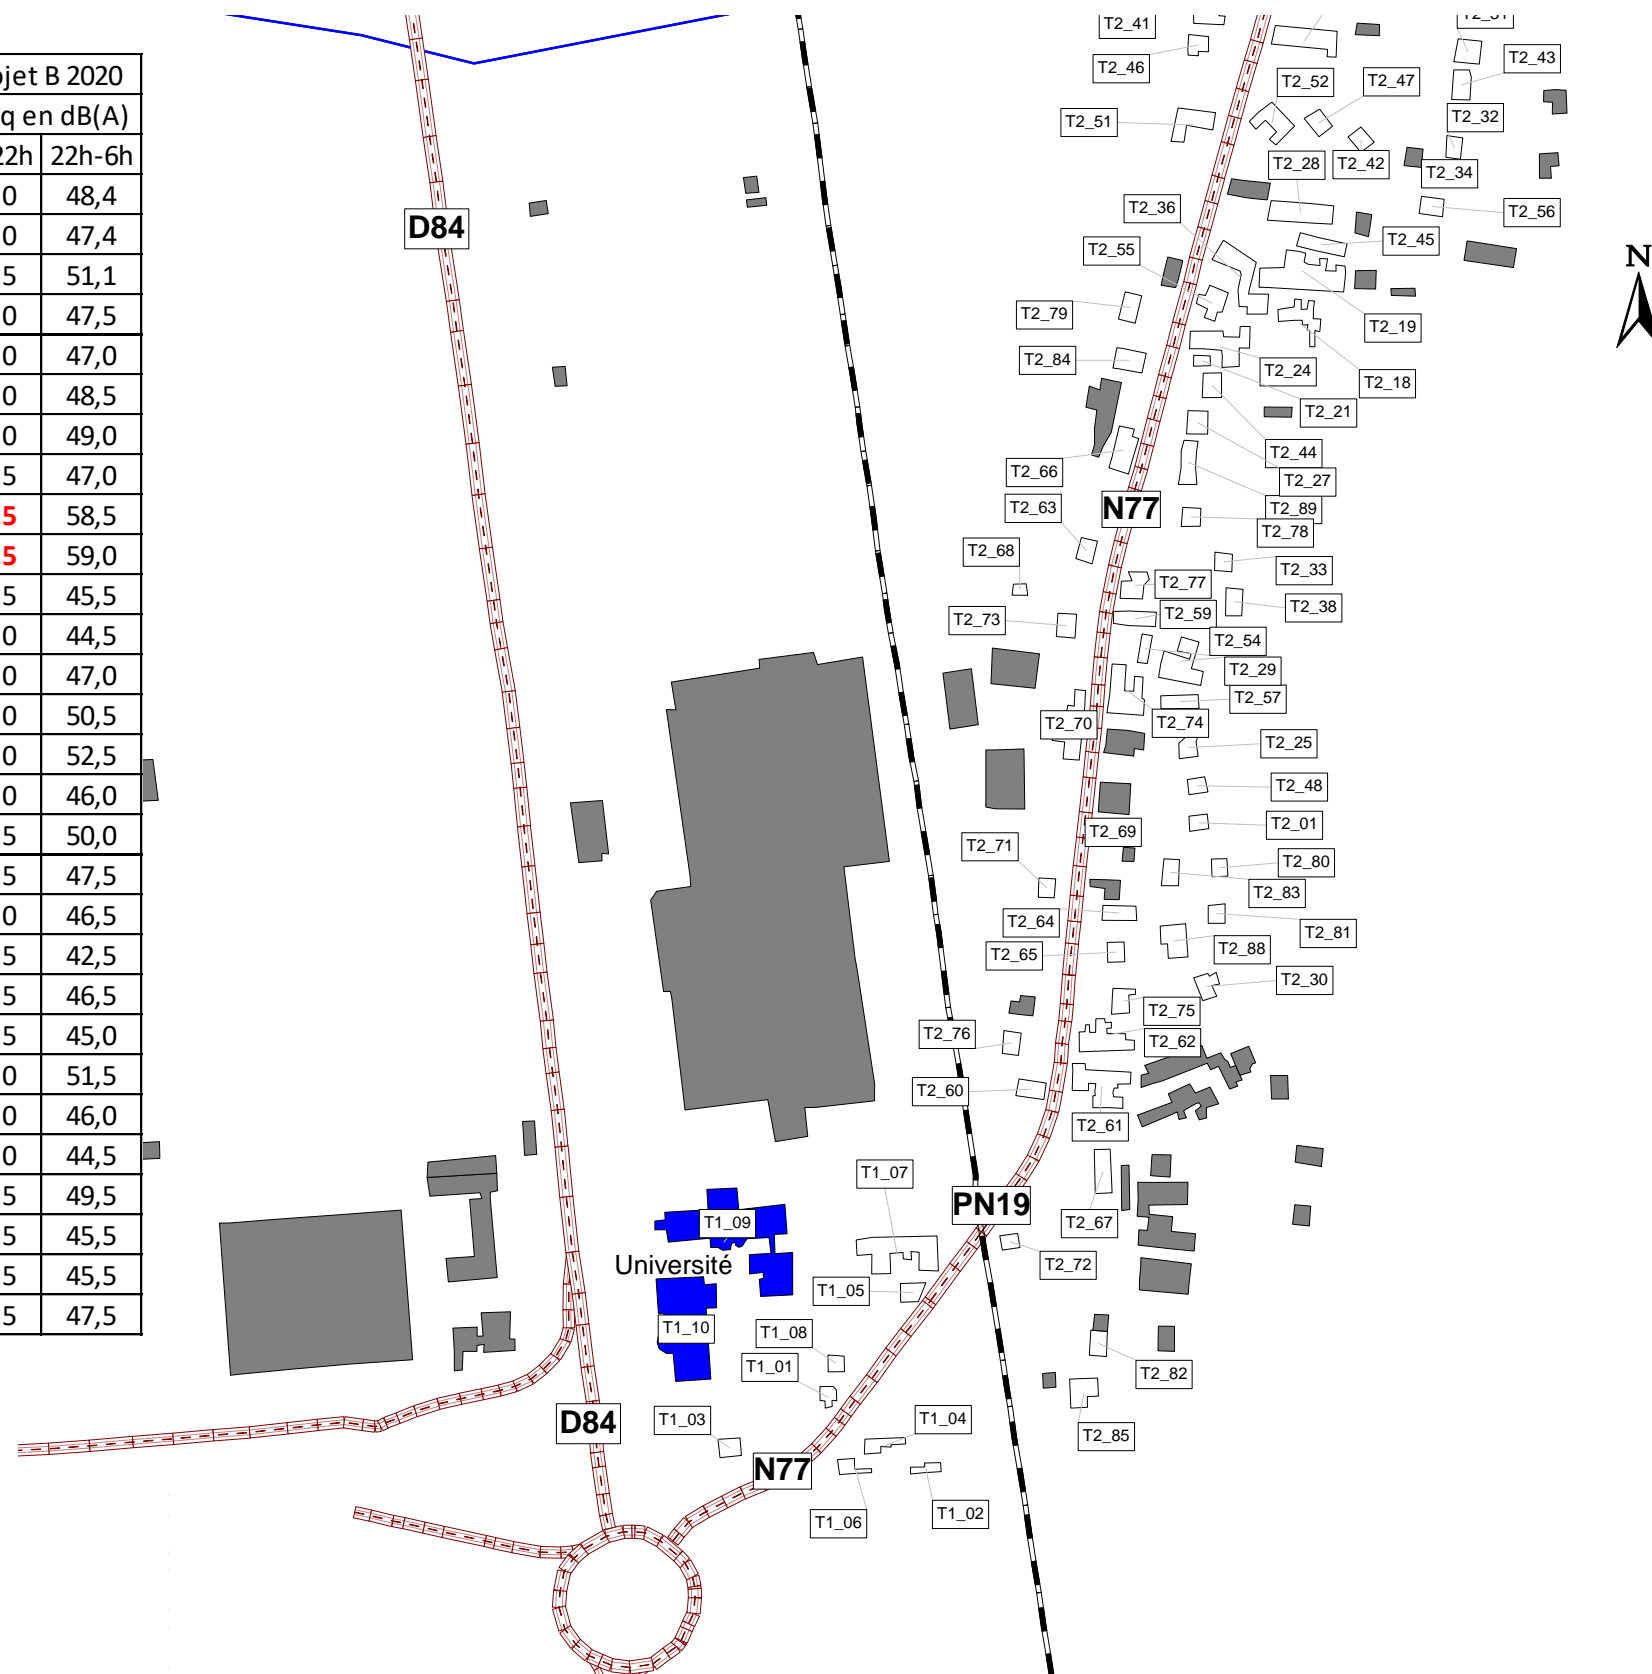 ojet B 2020
q en dB(A)
22h 22h-6h
0 48,4
0 47,4
5 51,1
0 47,5
0 47,0
0 48,5
0 49,0
5 47,0
5 58,5
5 59,0
5 45,5
0 44,5
0 47,0
0 50,5
0 52,5
0 46,0
5 50,0
5 47,5
0 46,5
5 42,5
5 46,5
5 45,0
0 51,5
0 46,0
0 44,5
5 49,5
5 45,5
5 45,5
5 47,5
T2_41
T2_46
T2_43
T2_52
T2_47
T2_51
T2_32
T2_28
T2_42
T2_34
T2_36
T2_56
D84
T2_45
T2_55
N
T2_79
T2_19
T2_84
T2_24
T2_18
T2_21
T2_44
T2_66
T2_27
N77
T2_63
T2_89
T2_78
T2_68
T2_33
T2_77
T2_38
T2_59
T2_73
T2_54
T2_29
T2_57
T2_70
T2_74
T2_25
T2_48
T2_01
T2_69
T2_71
T2_80
T2_83
T2_64
T2_81
T2_88
T2_65
T2_30
T2_75
T2_76
T2_62
T2_60
T2_61
T1_07
PN19
T1_09
T2_67
Université
T2_72
T1_05
T1_10
T1_08
T1_01
T2_82
T1_03
T1_04
D84
T2_85
N77
T1_02
T1_06